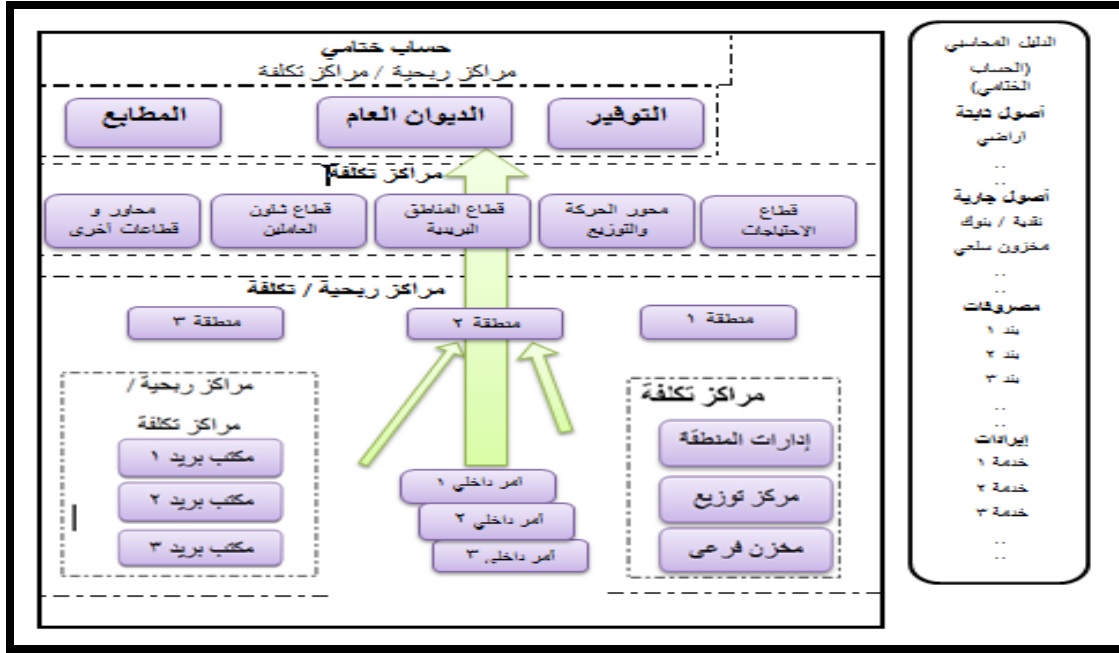 حساب ختامي
مراكز ربحية / مراكز تكلفة
التوفير
الديوان العام
المطابع
مراكز تكلفة
قطاع
الاحتياجات
محور الحركة
والتوزيع
قطاع المناطق
البريدية
قطاع شئون
العاملين
محاور و
قطاعات أخرى
مراكز ربحية / تكلفة
منطقة ١
منطقة ٢
منطقة ٣
مراكز تكلفة
إدارات المنطقة
مركز توزيع
مخزن فرعى
أمر داخلي ١
أمر داخلي ٢
أمر داخلي ٣
مراكز ربحية /
مراكز تكلفة
مكتب بريد ١
مكتب بريد ٢
مكتب بريد ٣
الدليل المحاسبي
(الحساب
الختامي)
أصول ثابتة
اراضي
..
..
أصول جارية
نقدية / بنوك
مخزون سلعي
..
..
مصروفات
بند ١
بند ٢
بند ٣
..
..
إيرادات
خدمة ١
خدمة ٢
خدمة ٣
..
..